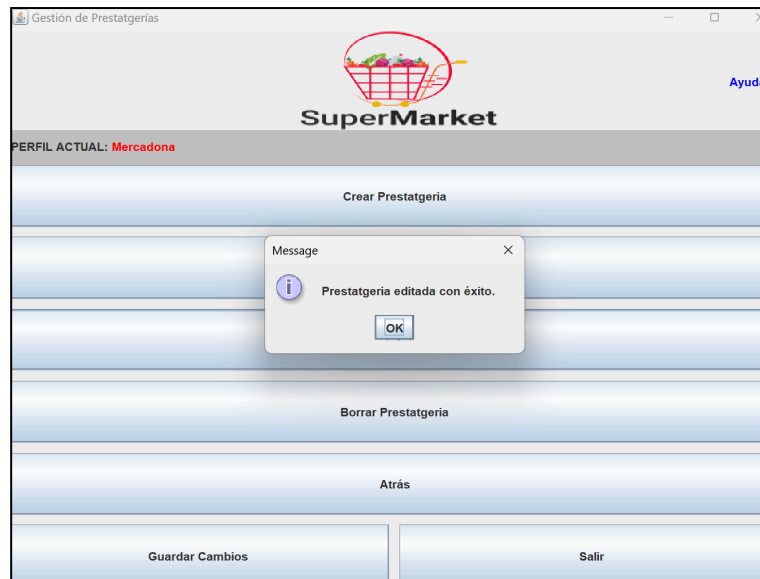 Gestión de Prestatgerías
SuperMarket
Ayuda
PERFIL ACTUAL: Mercadona
Crear Prestatgeria
Message
Prestatgeria editada con éxito.
OK
Borrar Prestatgeria
Atrás
Guardar Cambios
Salir